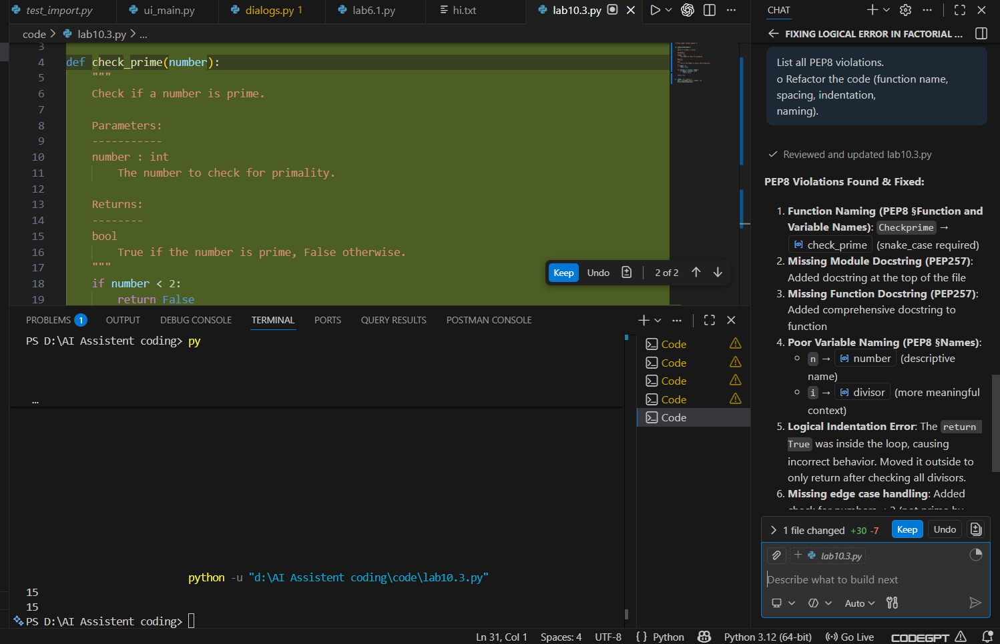 test_import.py
ui_main.py
dialogs.py 1
lab6.1.py
hi.txt
lab10.3.py
code > lab10.3.py > ...
3
4 def check_prime(number):
5 """
6 Check if a number is prime.
7
8 Parameters:
9 -----------
10 number : int
11 The number to check for primality.
12
13 Returns:
14 --------
15 bool
16 True if the number is prime, False otherwise.
17 """
18 if number < 2:
19 return False
Keep Undo 2 of 2
PROBLEMS 1 OUTPUT DEBUG CONSOLE TERMINAL PORTS QUERY RESULTS POSTMAN CONSOLE
PS D:\AI Assistent coding> py
...
python -u "d:\AI Assistent coding\code\lab10.3.py"
15
15
PS D:\AI Assistent coding>
Code
Code
Code
Code
Code
CHAT
FIXING LOGICAL ERROR IN FACTORIAL ...
List all PEP8 violations.
o Refactor the code (function name,
spacing, indentation,
naming).
Reviewed and updated lab10.3.py
PEP8 Violations Found & Fixed:
1. Function Naming (PEP8 §Function and
Variable Names): Checkprime →
check_prime (snake_case required)
2. Missing Module Docstring (PEP257):
Added docstring at the top of the file
3. Missing Function Docstring (PEP257):
Added comprehensive docstring to
function
4. Poor Variable Naming (PEP8 §Names):
n → number (descriptive
name)
i → divisor (more meaningful
context)
5. Logical Indentation Error: The return
True was inside the loop, causing
incorrect behavior. Moved it outside to
only return after checking all divisors.
6. Missing edge case handling: Added
check for numbers < 2 (not prime by
1 file changed +30 -7 Keep Undo
lab10.3.py
Describe what to build next
Auto
Ln 31, Col 1 Spaces: 4 UTF-8 { } Python Python 3.12 (64-bit) Go Live CODEGPT